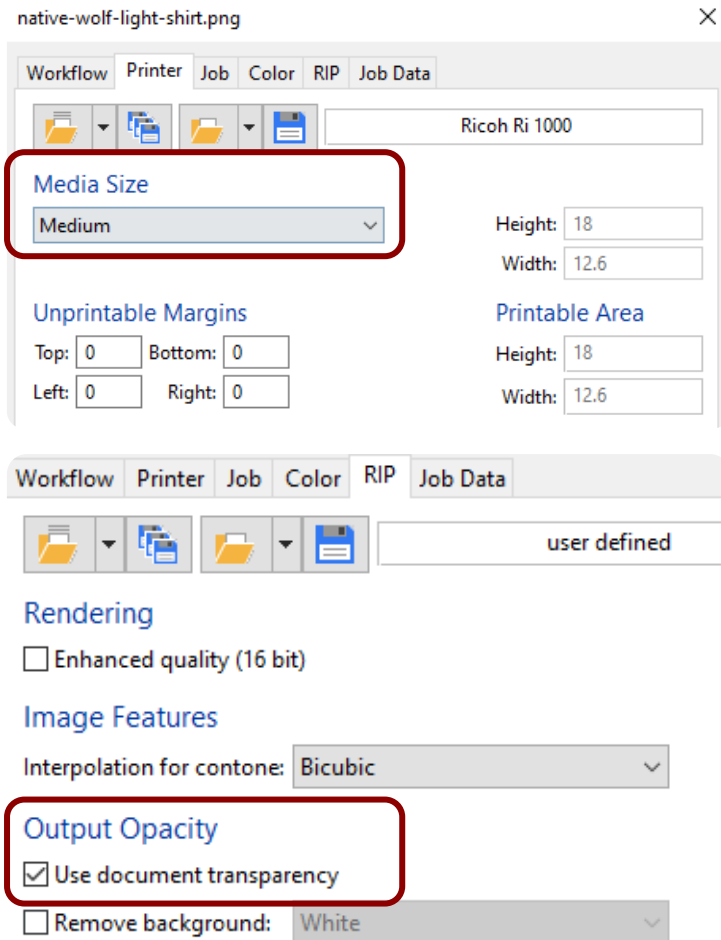 native-wolf-light-shirt.png
Workflow Printer Job Color RIP Job Data
Ricoh Ri 1000
Media Size
Medium
Height: 18
Width: 12.6
Unprintable Margins
Printable Area
Top: 0 Bottom: 0
Height: 18
Left: 0 Right: 0
Width: 12.6
Workflow Printer Job Color RIP Job Data
user defined
Rendering
Enhanced quality (16 bit)
Image Features
Interpolation for contone: Bicubic
Output Opacity
Use document transparency
Remove background: White